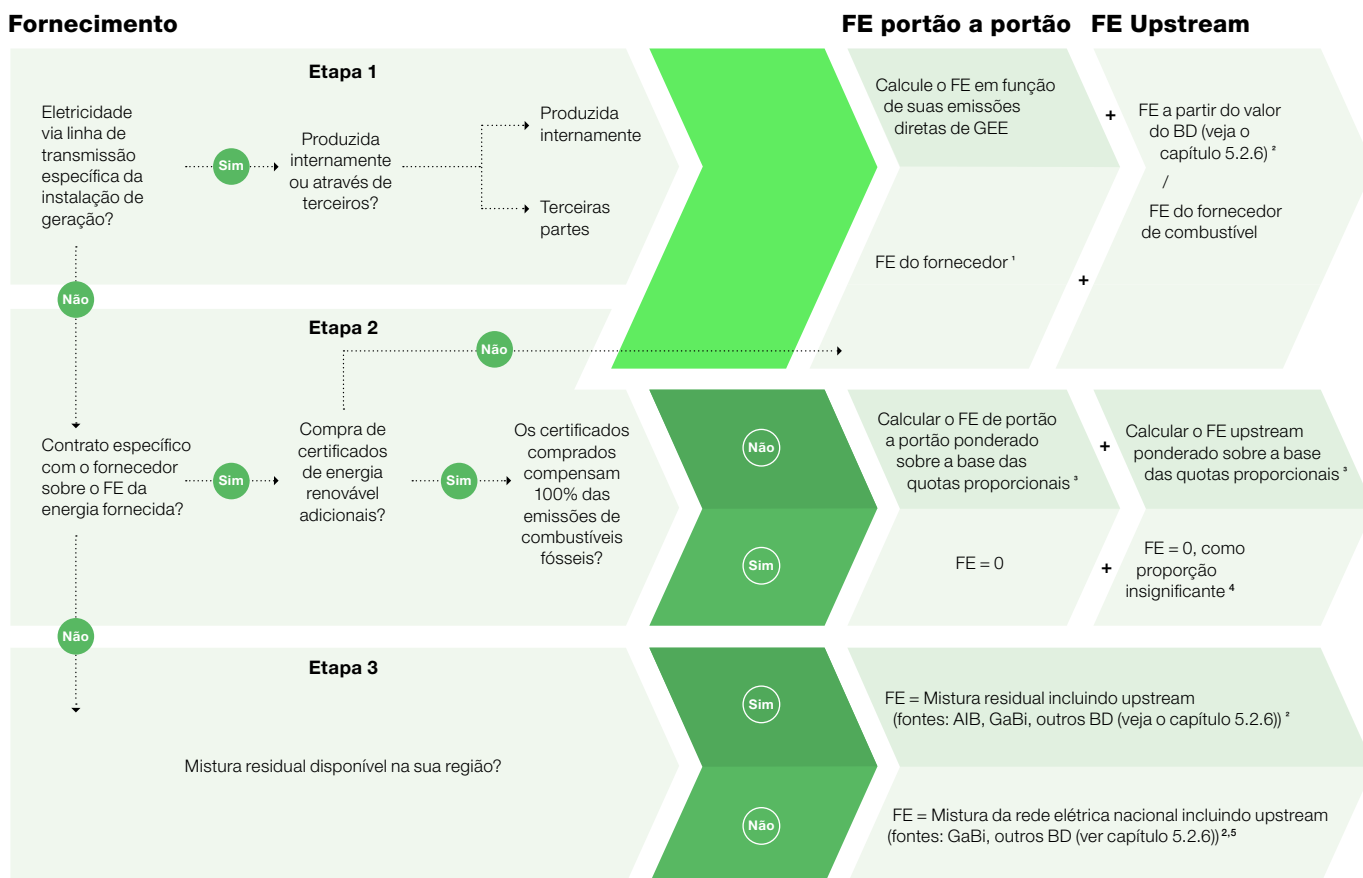 Fornecimento
FE portão a portão
FE Upstream
Etapa 1
Eletricidade
via linha de
transmissão
específica da
instalação de
geração?
Sim
Produzida
internamente
ou através de
terceiros?
Produzida
internamente
Terceiras
partes
Calcule o FE em função
de suas emissões
diretas de GEE
+
FE a partir do valor
do BD (veja o
capítulo 5.2.6) ²
/
FE do fornecedor
de combustível
FE do fornecedor ¹
+
Não
Etapa 2
Não
Contrato específico
com o fornecedor
sobre o FE da
energia fornecida?
Sim
Compra de
certificados
de energia
renovável
adicionais?
Sim
Os certificados
comprados
compensam
100% das
emissões de
combustíveis
fósseis?
Não
Calcular o FE de portão
a portão ponderado
sobre a base das
quotas proporcionais ³
+
Calcular o FE upstream
ponderado sobre a base
das quotas proporcionais ³
Sim
FE = 0
+
FE = 0, como
proporção
insignificante ⁴
Não
Etapa 3
Mistura residual disponível na sua região?
Sim
FE = Mistura residual incluindo upstream
(fontes: AIB, GaBi, outros BD (veja o capítulo 5.2.6)) ²
Não
FE = Mistura da rede elétrica nacional incluindo upstream
(fontes: GaBi, outros BD (ver capítulo 5.2.6)) ²,⁵